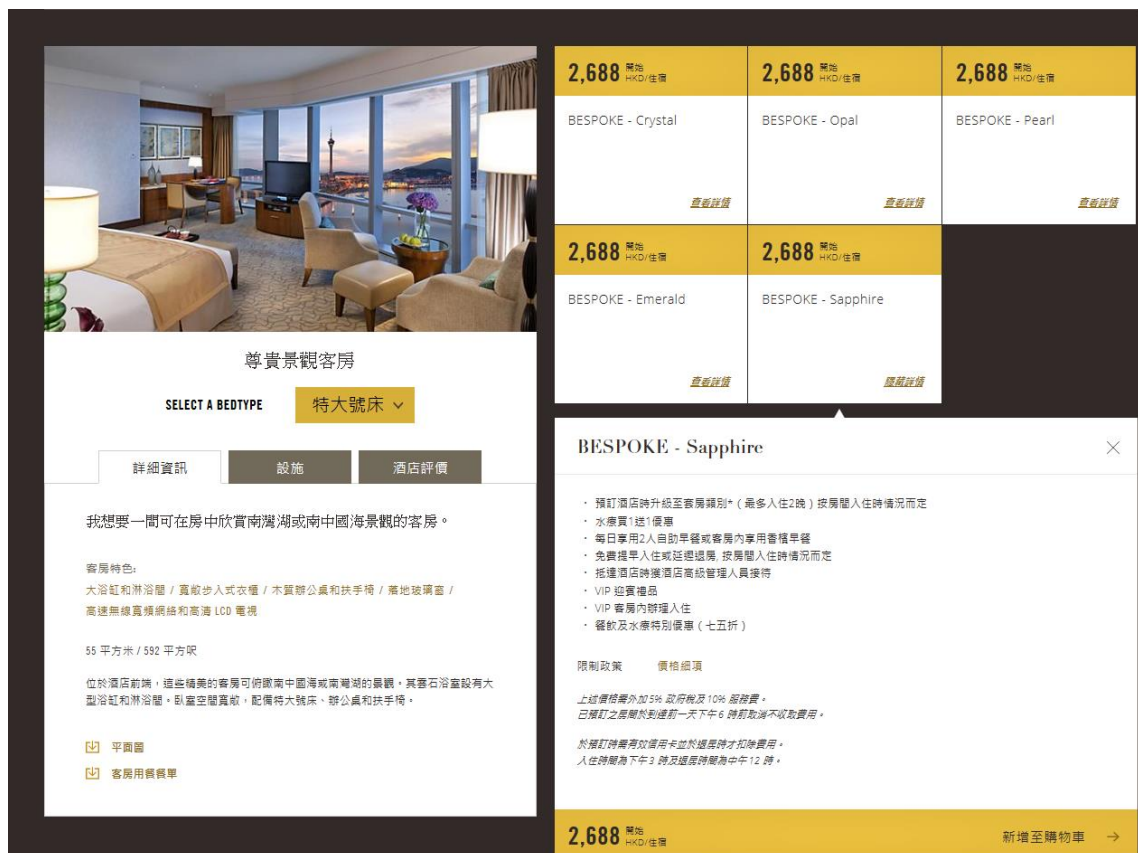 尊貴景觀客房
SELECT A BEDTYPE
特大號床
詳細資訊
設施
酒店評價
我想要一間可在房中欣賞南灣湖或南中國海景觀的客房。
客房特色:
大浴缸和淋浴間 / 寬敞步入式衣櫃 / 木質辦公桌和扶手椅 / 落地玻璃窗 /
高速無線寬頻網絡和高清 LCD 電視
55 平方米 / 592 平方呎
位於酒店前端，這些精美的客房可俯瞰南中國海或南灣湖的景觀。其雲石浴室設有大
型浴缸和淋浴間。臥室空間寬敞，配備特大號床、辦公桌和扶手椅。
平面圖
客房用餐餐單
2,688 開始
HKD/住宿
BESPOKE - Crystal
查看詳情
2,688 開始
HKD/住宿
BESPOKE - Opal
查看詳情
2,688 開始
HKD/住宿
BESPOKE - Pearl
查看詳情
2,688 開始
HKD/住宿
BESPOKE - Emerald
查看詳情
2,688 開始
HKD/住宿
BESPOKE - Sapphire
隱藏詳情
BESPOKE - Sapphire
· 預訂酒店時升級至客房類別*（最多入住2晚）按房間入住時情況而定
· 水療買1送1優惠
· 每日享用2人自助早餐或客房內享用香檳早餐
· 免費提早入住或延遲退房, 按房間入住時情況而定
· 抵達酒店時獲酒店高級管理人員接待
· VIP 迎賓禮品
· VIP 客房內辦理入住
· 餐飲及水療特別優惠（七五折）
限制政策
價格細項
上述價格需外加 5% 政府稅及 10% 服務費。
已預訂之房間於到達前一天下午 6 時前取消不收取費用。
於預訂時需有效信用卡並於退房時才扣除費用。
入住時間為下午 3 時及退房時間為中午 12 時。
2,688 開始
HKD/住宿
新增至購物車